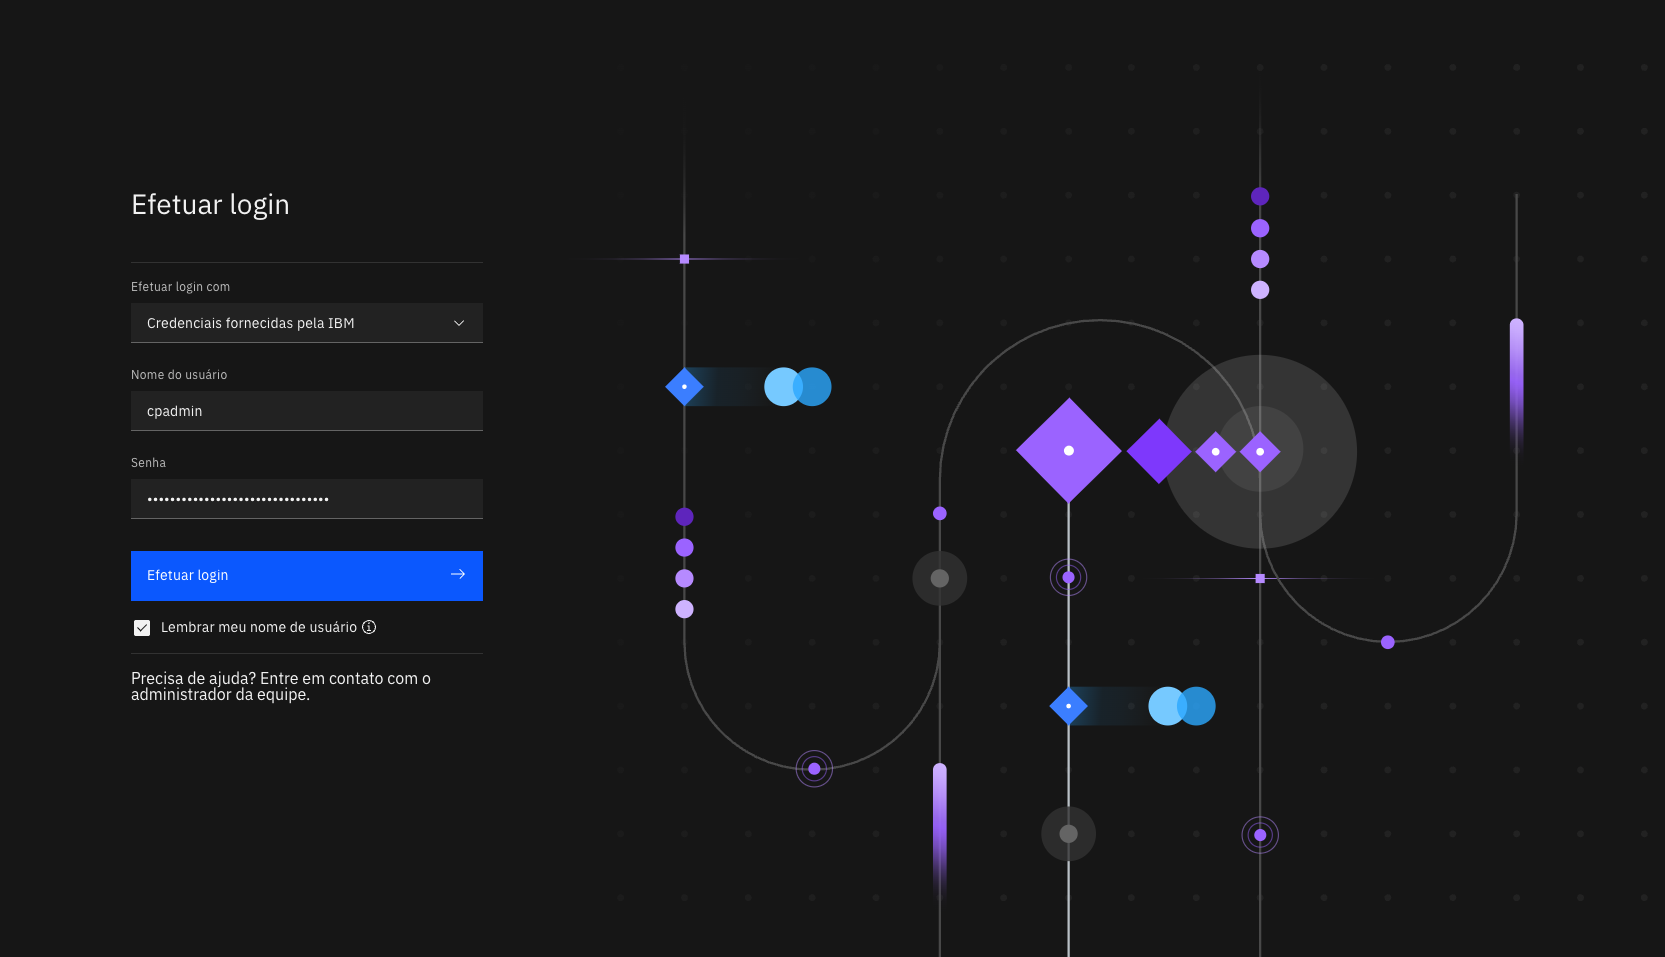 Efetuar login
Efetuar login com
Credenciais fornecidas pela IBM
Nome do usuário
cpadmin
Senha
••••••••••••••••••••••••••••••••
Efetuar login
Lembrar meu nome de usuário
Precisa de ajuda? Entre em contato com o
administrador da equipe.